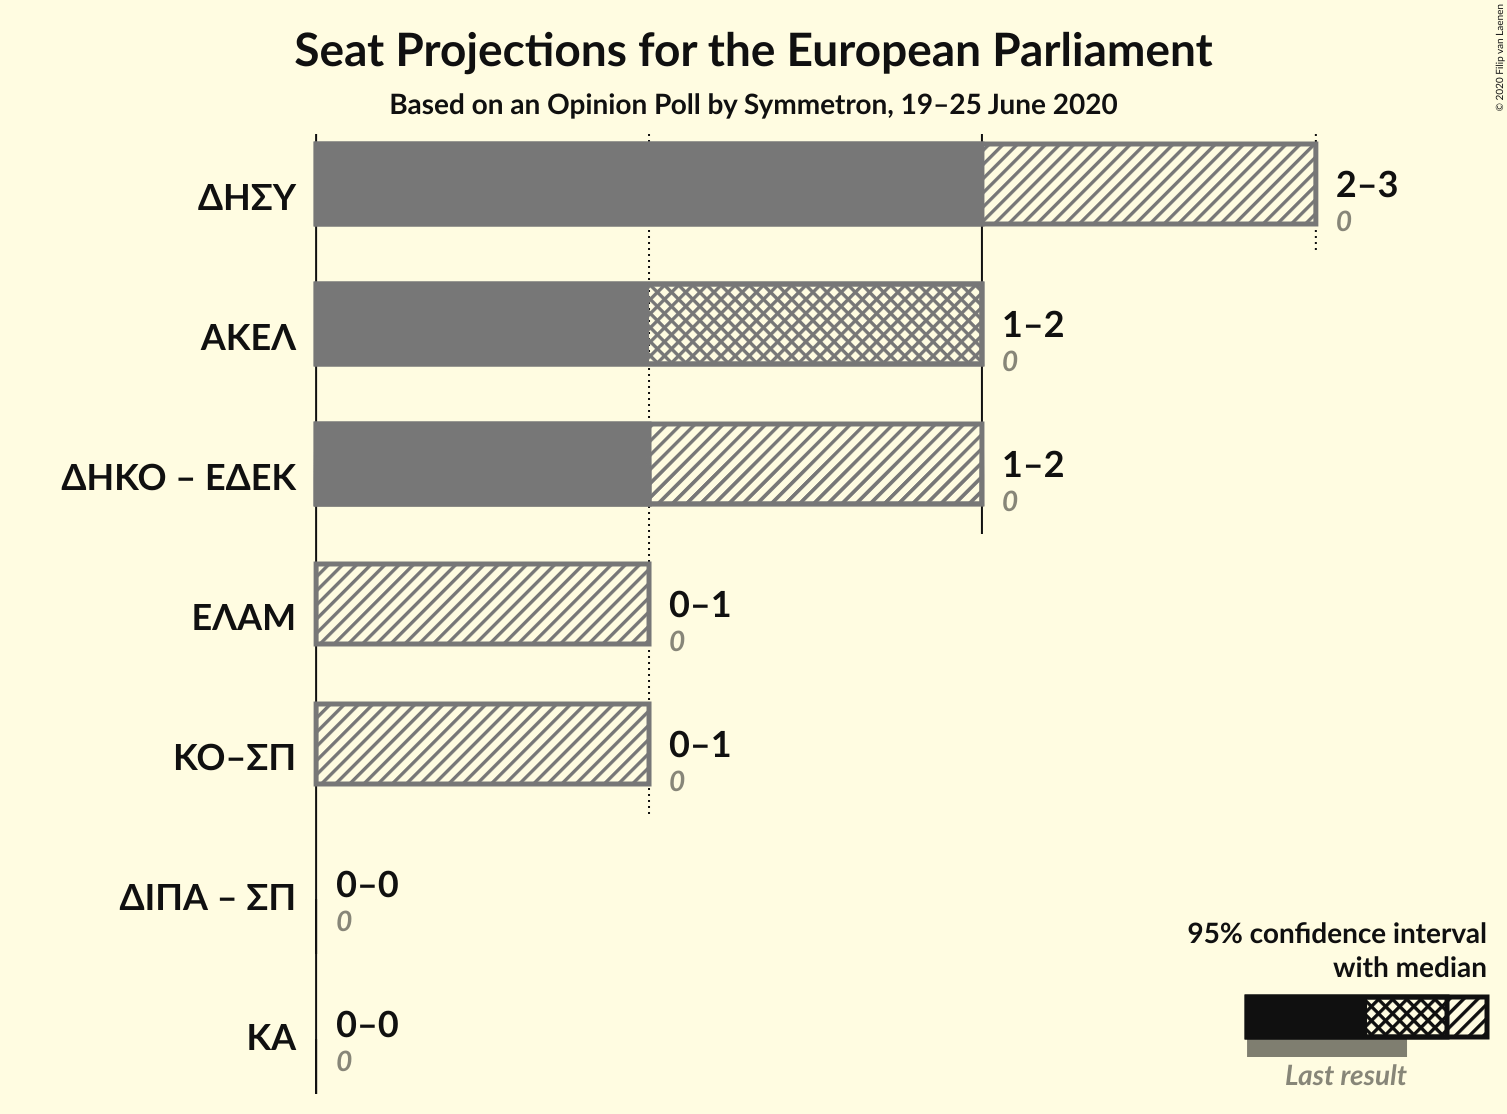 Seat Projections for the European Parliament
Based on an Opinion Poll by Symmetron, 19–25 June 2020
© 2020 Filip van Laenen
ΔΗΣΥ
2–3
0
ΑΚΕΛ
1–2
0
ΔΗΚΟ – ΕΔΕΚ
1–2
0
ΕΛΑΜ
0–1
0
ΚΟ–ΣΠ
0–1
0
ΔΙΠΑ – ΣΠ
0–0
0
ΚΑ
0–0
0
95% confidence interval
with median
Last result